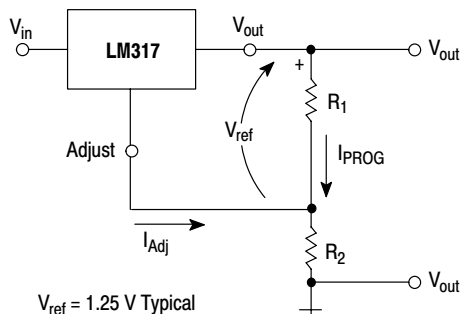 V_in
LM317
V_out
V_out
+
R_1
V_ref
Adjust
I_PROG
I_Adj
R_2
V_out
V_ref = 1.25 V Typical